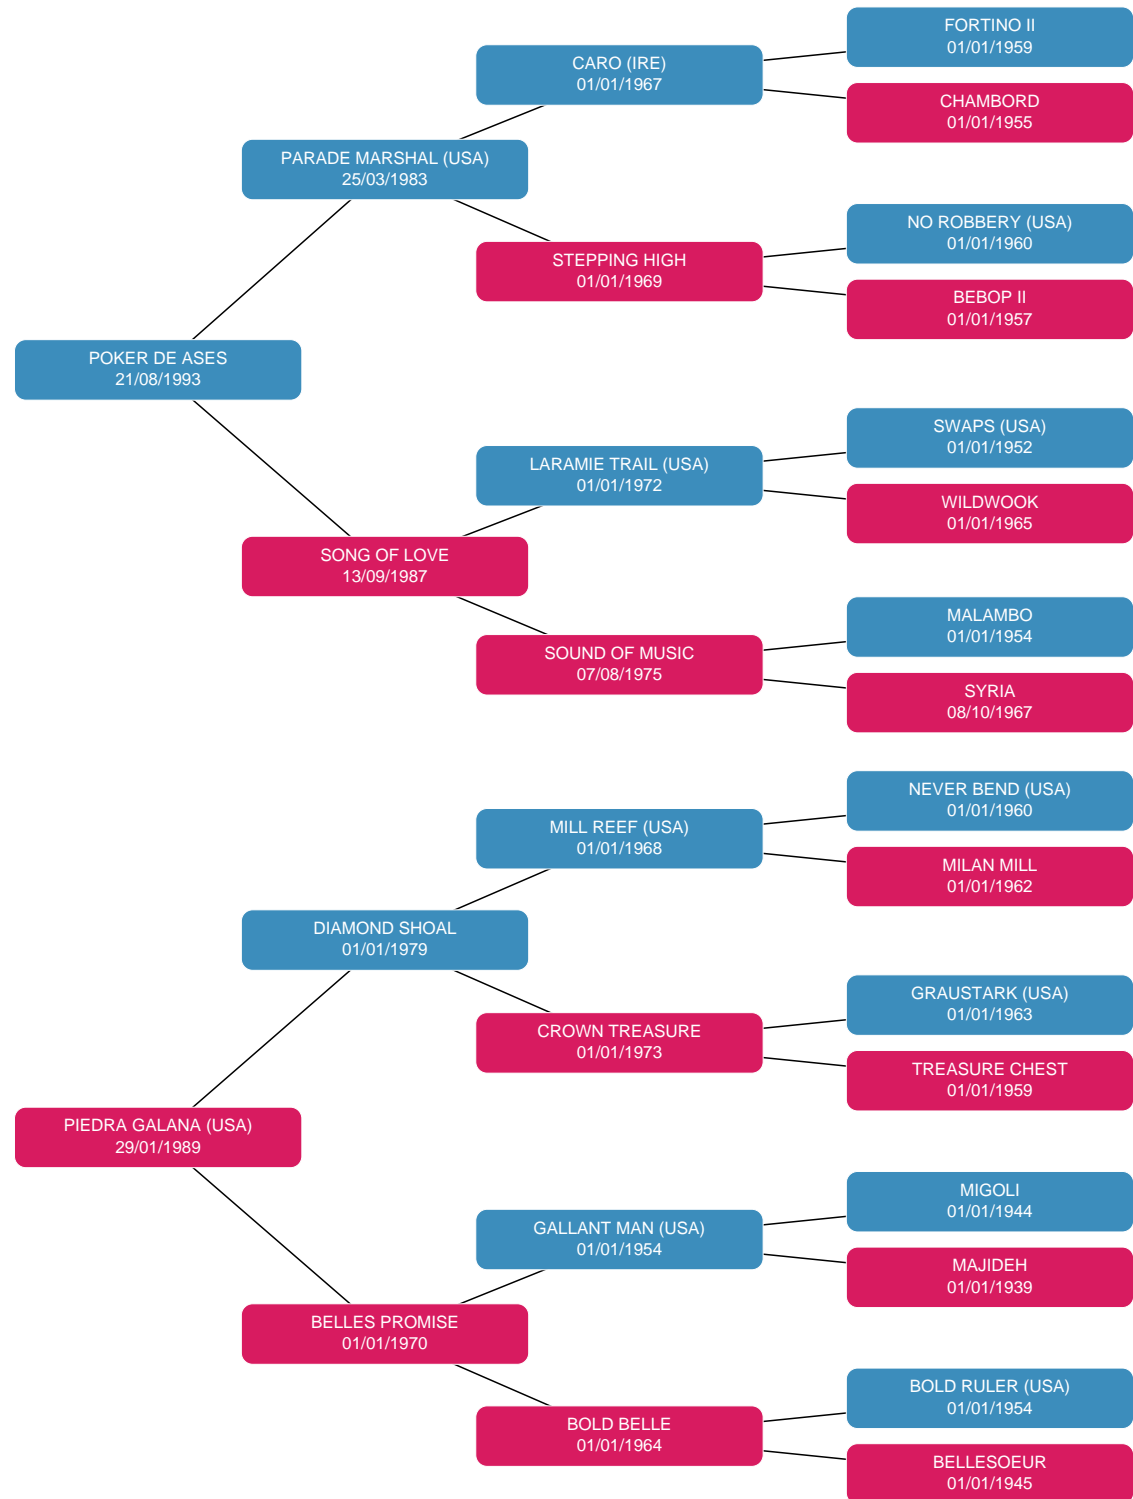 FORTINO II
01/01/1959
CARO (IRE)
01/01/1967
CHAMBORD
01/01/1955
PARADE MARSHAL (USA)
25/03/1983
NO ROBBERY (USA)
01/01/1960
STEPPING HIGH
01/01/1969
BEBOP II
01/01/1957
POKER DE ASES
21/08/1993
SWAPS (USA)
01/01/1952
LARAMIE TRAIL (USA)
01/01/1972
WILDWOOK
01/01/1965
SONG OF LOVE
13/09/1987
MALAMBO
01/01/1954
SOUND OF MUSIC
07/08/1975
SYRIA
08/10/1967
NEVER BEND (USA)
01/01/1960
MILL REEF (USA)
01/01/1968
MILAN MILL
01/01/1962
DIAMOND SHOAL
01/01/1979
GRAUSTARK (USA)
01/01/1963
CROWN TREASURE
01/01/1973
TREASURE CHEST
01/01/1959
PIEDRA GALANA (USA)
29/01/1989
MIGOLI
01/01/1944
GALLANT MAN (USA)
01/01/1954
MAJIDEH
01/01/1939
BELLES PROMISE
01/01/1970
BOLD RULER (USA)
01/01/1954
BOLD BELLE
01/01/1964
BELLESOEUR
01/01/1945